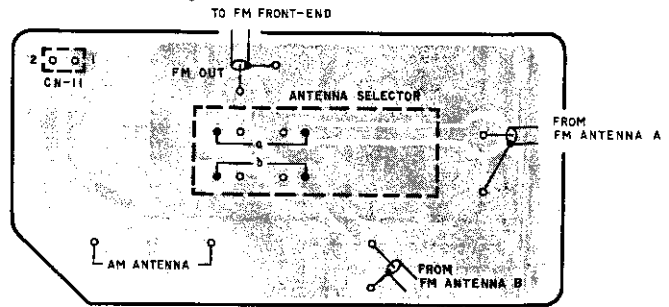 TO FM FRONT-END
2 1
CN-11
FM OUT
ANTENNA SELECTOR
FROM
FM ANTENNA A
a
b
AM ANTENNA
FROM
FM ANTENNA B